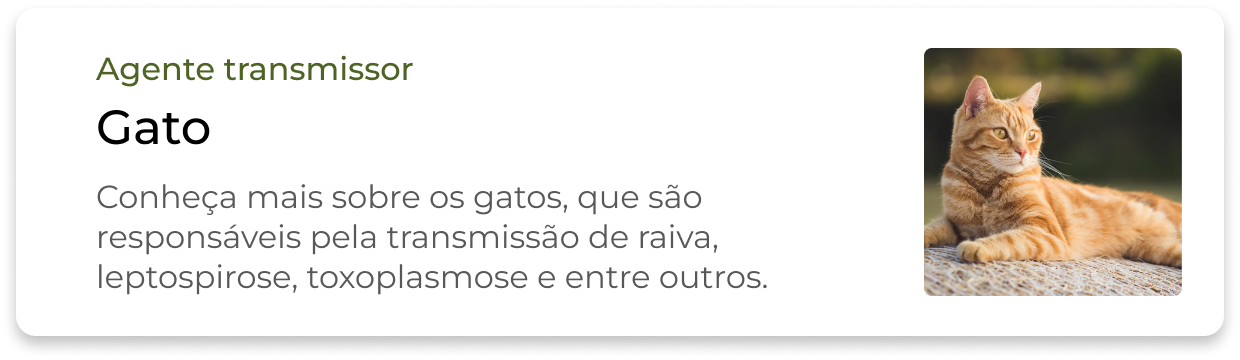 Agente transmissor
Gato
Conheça mais sobre os gatos, que são
responsáveis pela transmissão de raiva,
leptospirose, toxoplasmose e entre outros.